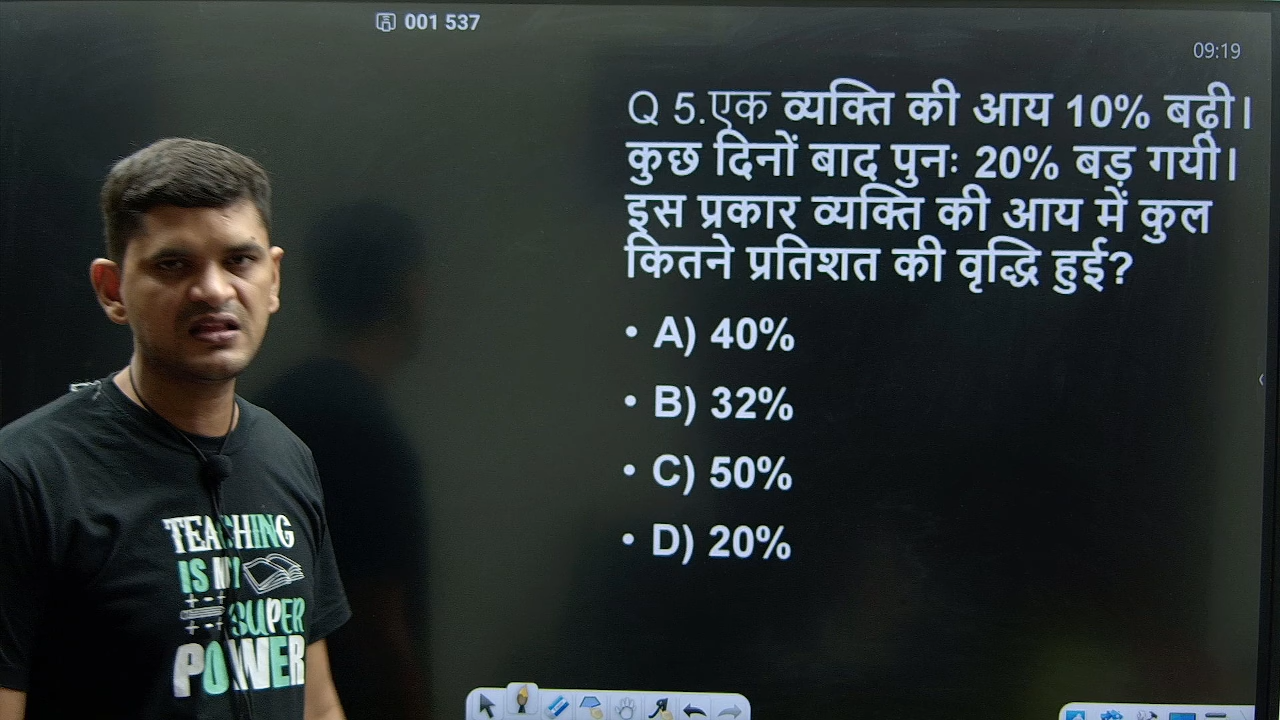 001 537
09:19
Q 5.एक व्यक्ति की आय 10% बढ़ी।
कुछ दिनों बाद पुनः 20% बड़ गयी।
इस प्रकार व्यक्ति की आय में कुल
कितने प्रतिशत की वृद्धि हुई?
• A) 40%
• B) 32%
• C) 50%
• D) 20%
TEACHING
IS MY
SUPER
POWER